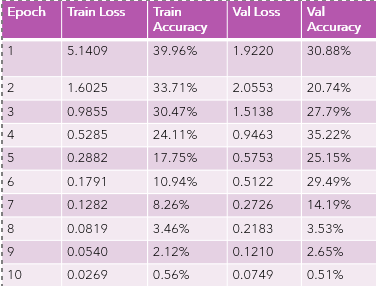 Epoch Train Loss Train Accuracy Val Loss Val Accuracy
1 5.1409 39.96% 1.9220 30.88%
2 1.6025 33.71% 2.0553 20.74%
3 0.9855 30.47% 1.5138 27.79%
4 0.5285 24.11% 0.9463 35.22%
5 0.2882 17.75% 0.5753 25.15%
6 0.1791 10.94% 0.5122 29.49%
7 0.1282 8.26% 0.2726 14.19%
8 0.0819 3.46% 0.2183 3.53%
9 0.0540 2.12% 0.1210 2.65%
10 0.0269 0.56% 0.0749 0.51%